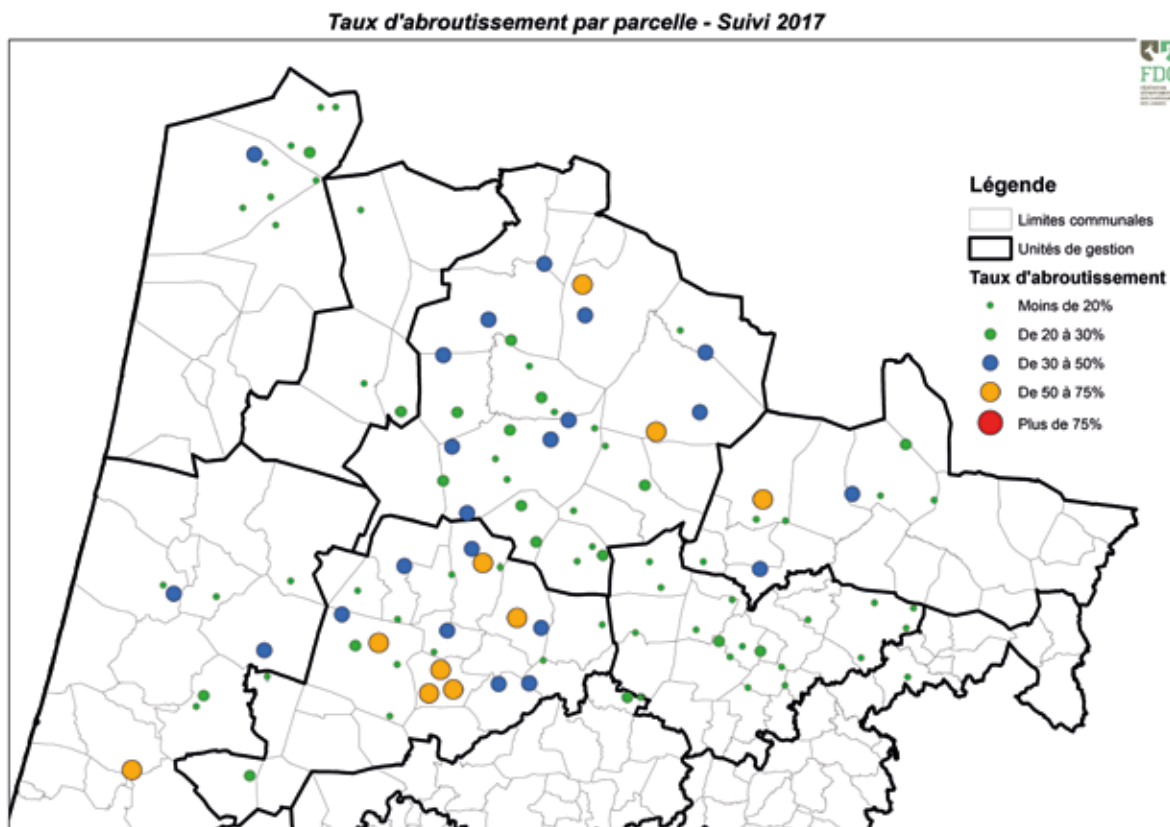 Taux d'abroutissement par parcelle - Suivi 2017
FDC
Légende
Limites communales
Unités de gestion
Taux d'abroutissement
Moins de 20%
De 20 à 30%
De 30 à 50%
De 50 à 75%
Plus de 75%